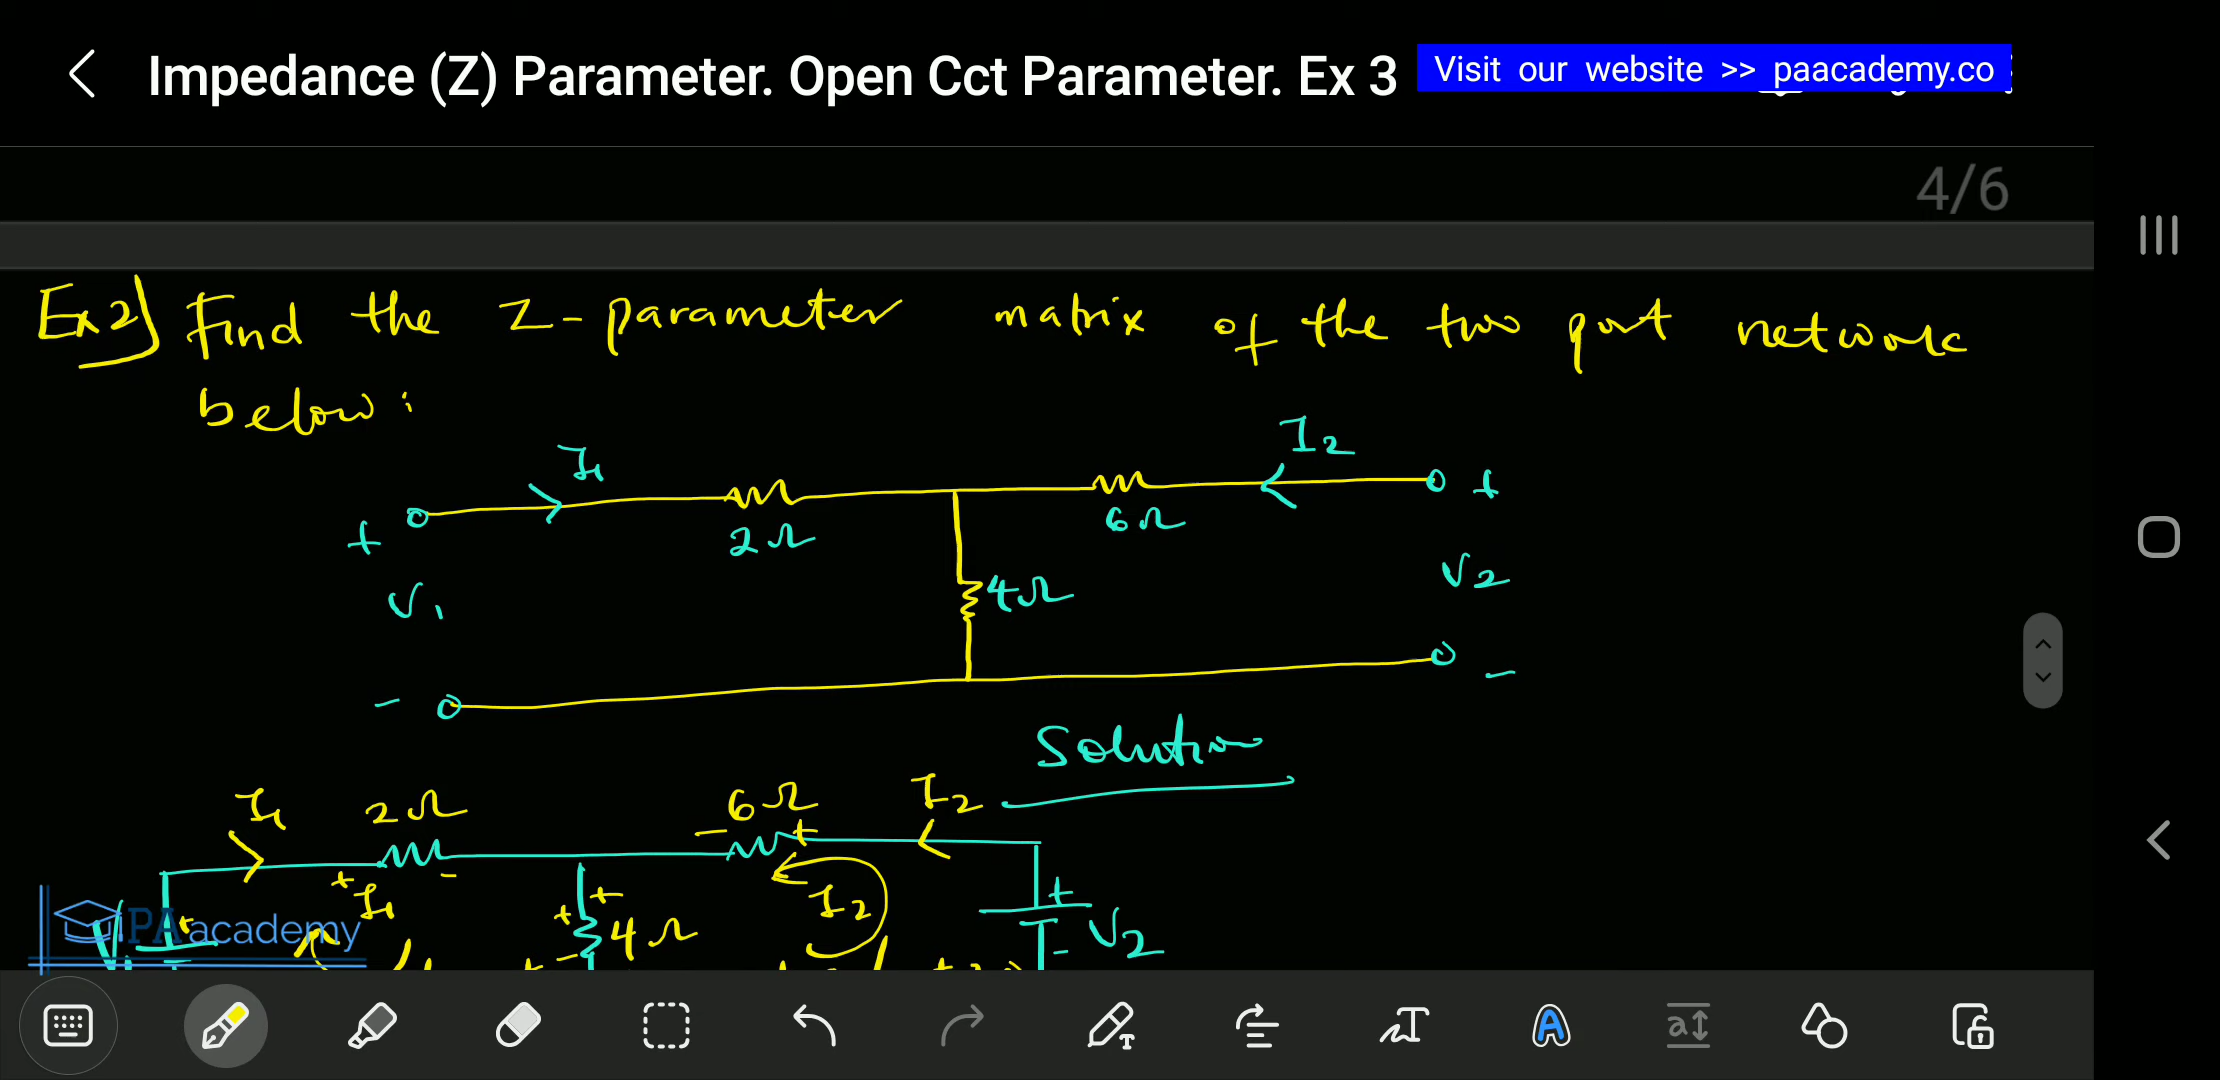 Impedance (Z) Parameter. Open Cct Parameter. Ex 3
Visit our website >> paacademy.co
4/6
Ex 2) Find the Z-parameter matrix of the two port network
below:
I1
I2
+
2Ω
6Ω
+
V1
4Ω
V2
-
-
Solution
I1
2Ω
6Ω
I2
- +
+ -
I1
+
+
4Ω
I2
+
-
V2
PAacademy